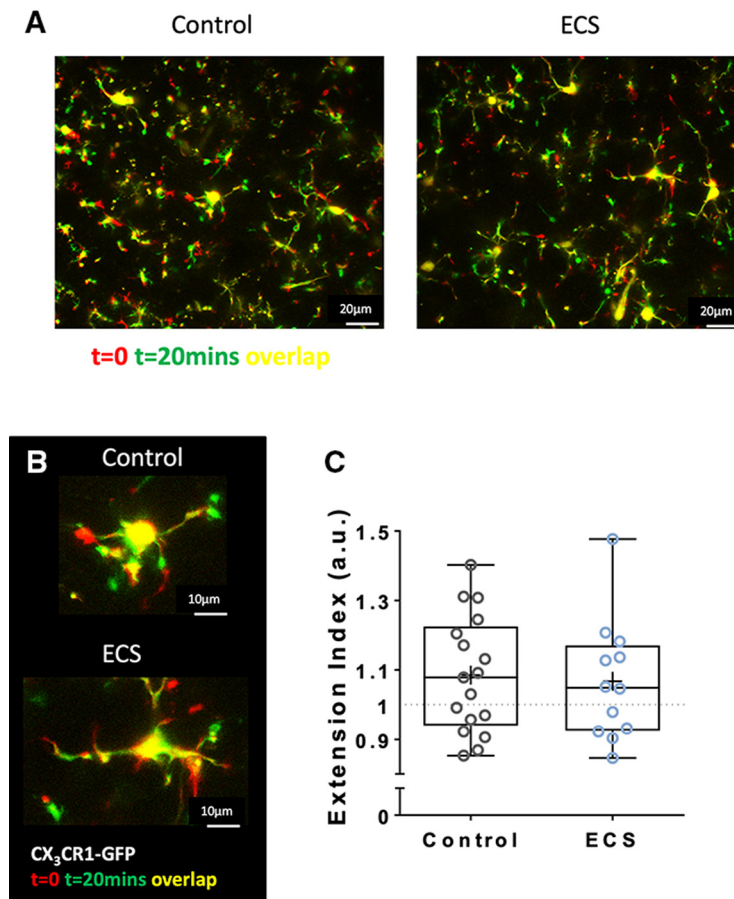 A
Control
ECS
20µm
20µm
t=0 t=20mins overlap
B
Control
10µm
ECS
10µm
CX₃CR1-GFP
t=0 t=20mins overlap
C
Extension Index (a.u.)
1.5
1.3
1.1
1
0.9
0
Control
ECS